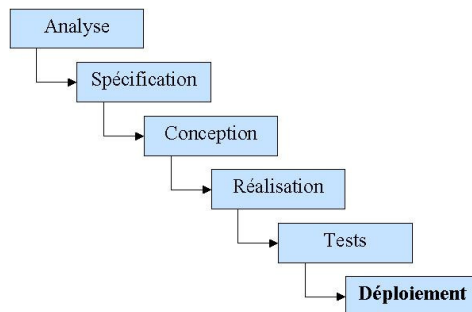 Analyse
Spécification
Conception
Réalisation
Tests
Déploiement